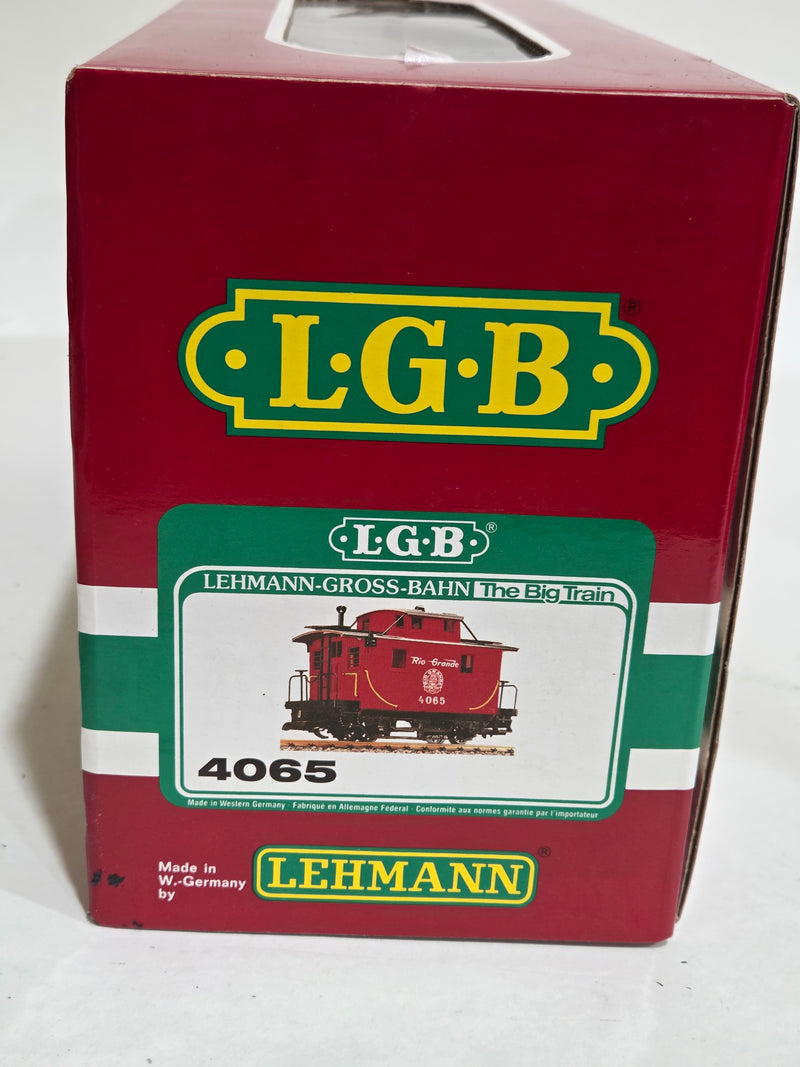 L·G·B ®
L·G·B ®
LEHMANN-GROSS-BAHN The Big Train
Rio Grande
4065
4065
Made in Western Germany · Fabriqué en Allemagne Féderal · Conformité aux normes garantie par l'importateur
Made in
W.-Germany
by
LEHMANN ®